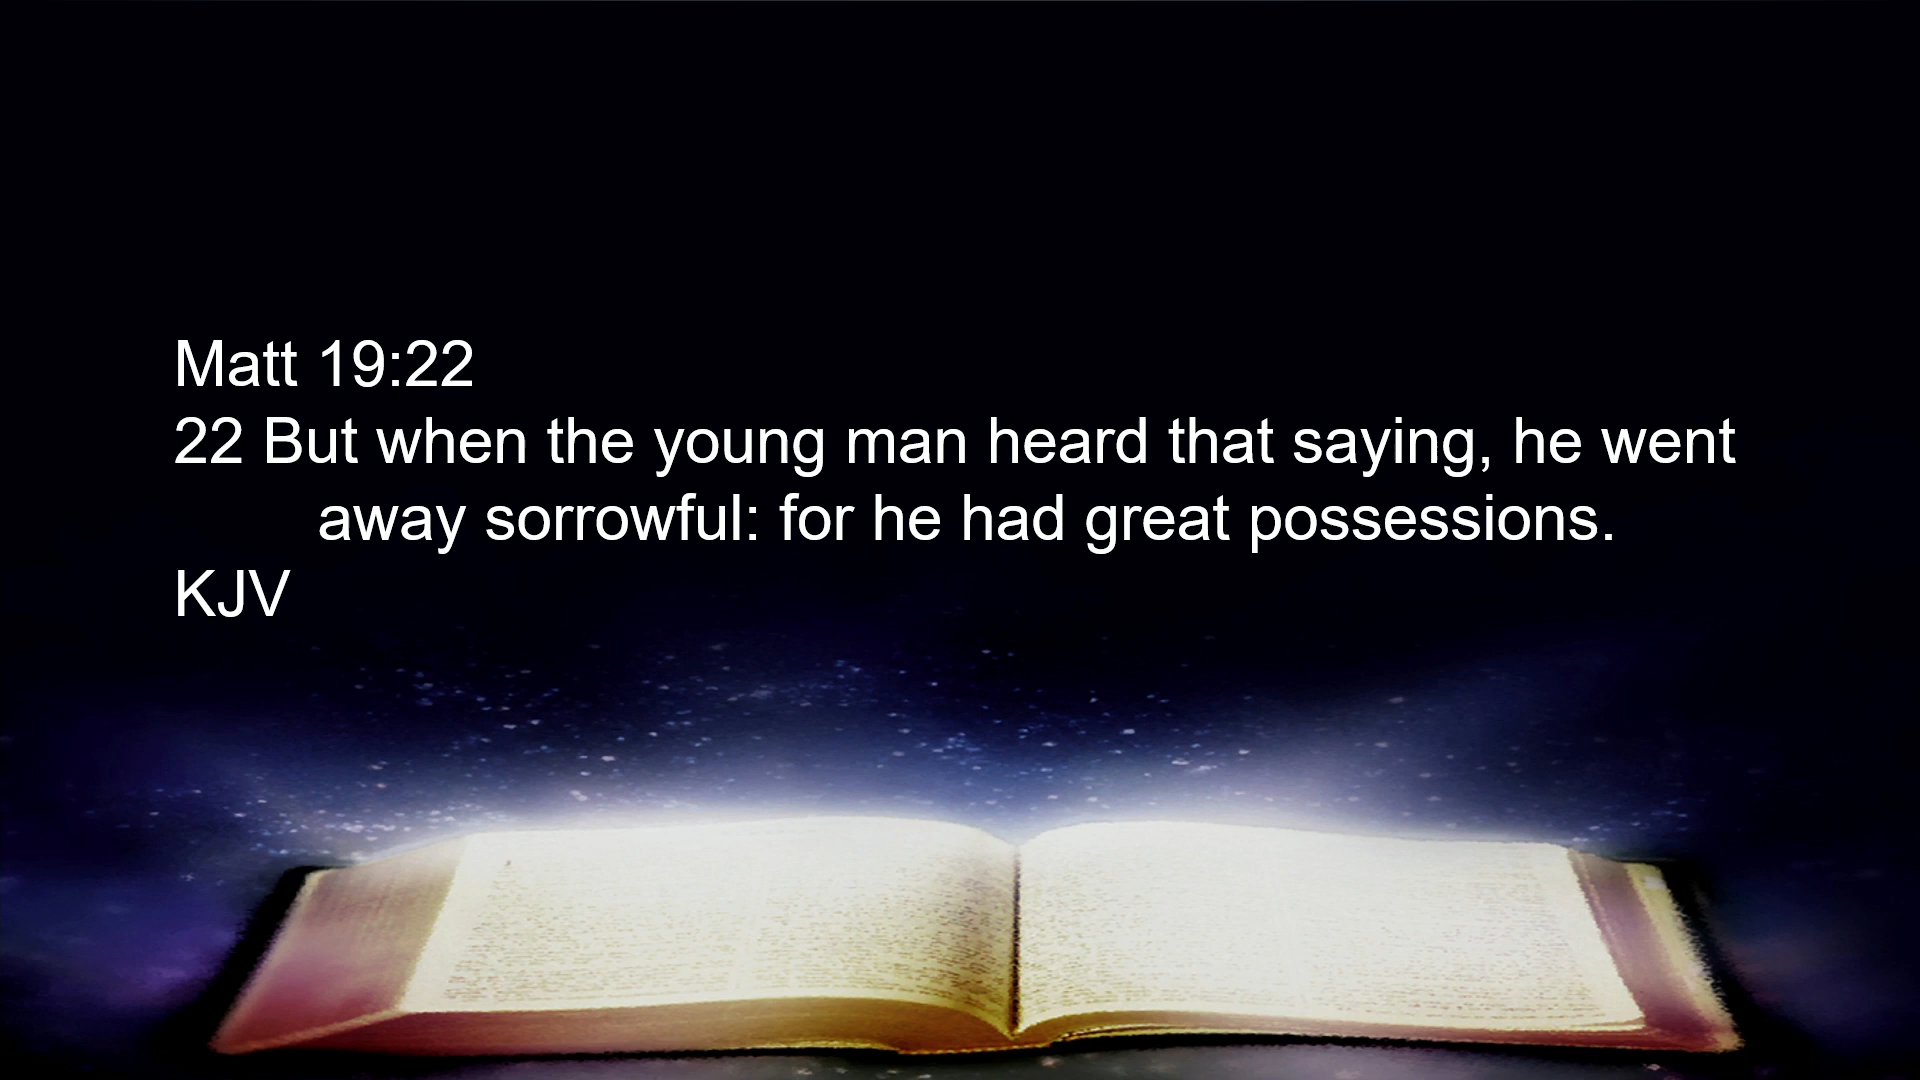 Matt 19:22
22 But when the young man heard that saying, he went
away sorrowful: for he had great possessions.
KJV